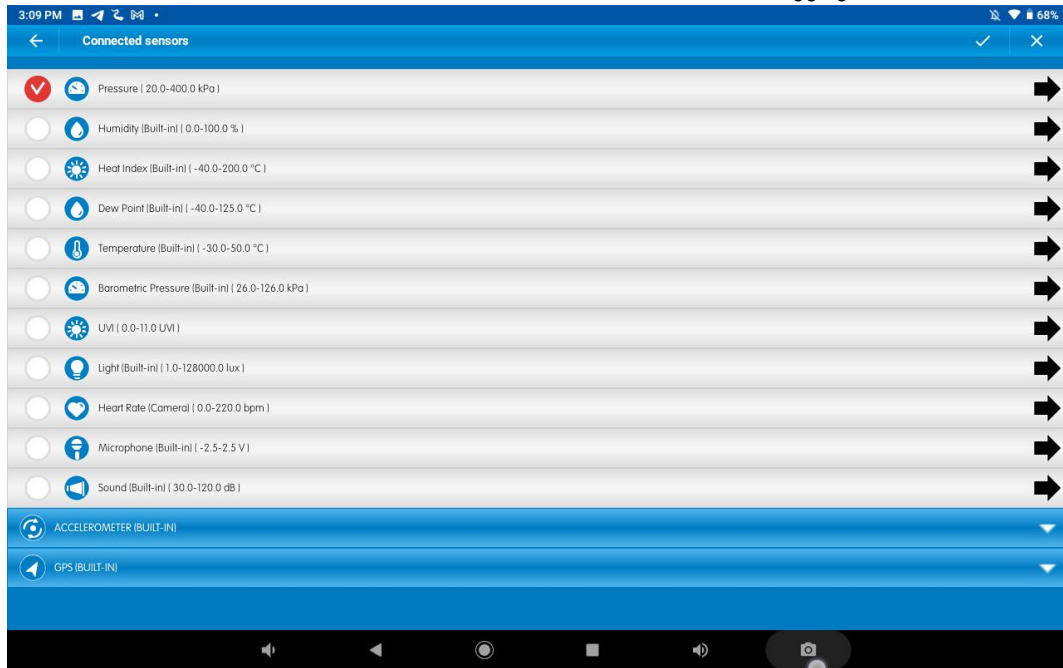 3:09 PM
68%
Connected sensors
Pressure ( 20.0-400.0 kPa )
Humidity (Built-in) ( 0.0-100.0 % )
Heat Index (Built-in) ( -40.0-200.0 °C )
Dew Point (Built-in) ( -40.0-125.0 °C )
Temperature (Built-in) ( -30.0-50.0 °C )
Barometric Pressure (Built-in) ( 26.0-126.0 kPa )
UVI ( 0.0-11.0 UVI )
Light (Built-in) ( 1.0-128000.0 lux )
Heart Rate (Camera) ( 0.0-220.0 bpm )
Microphone (Built-in) ( -2.5-2.5 V )
Sound (Built-in) ( 30.0-120.0 dB )
ACCELEROMETER (BUILT-IN)
GPS (BUILT-IN)